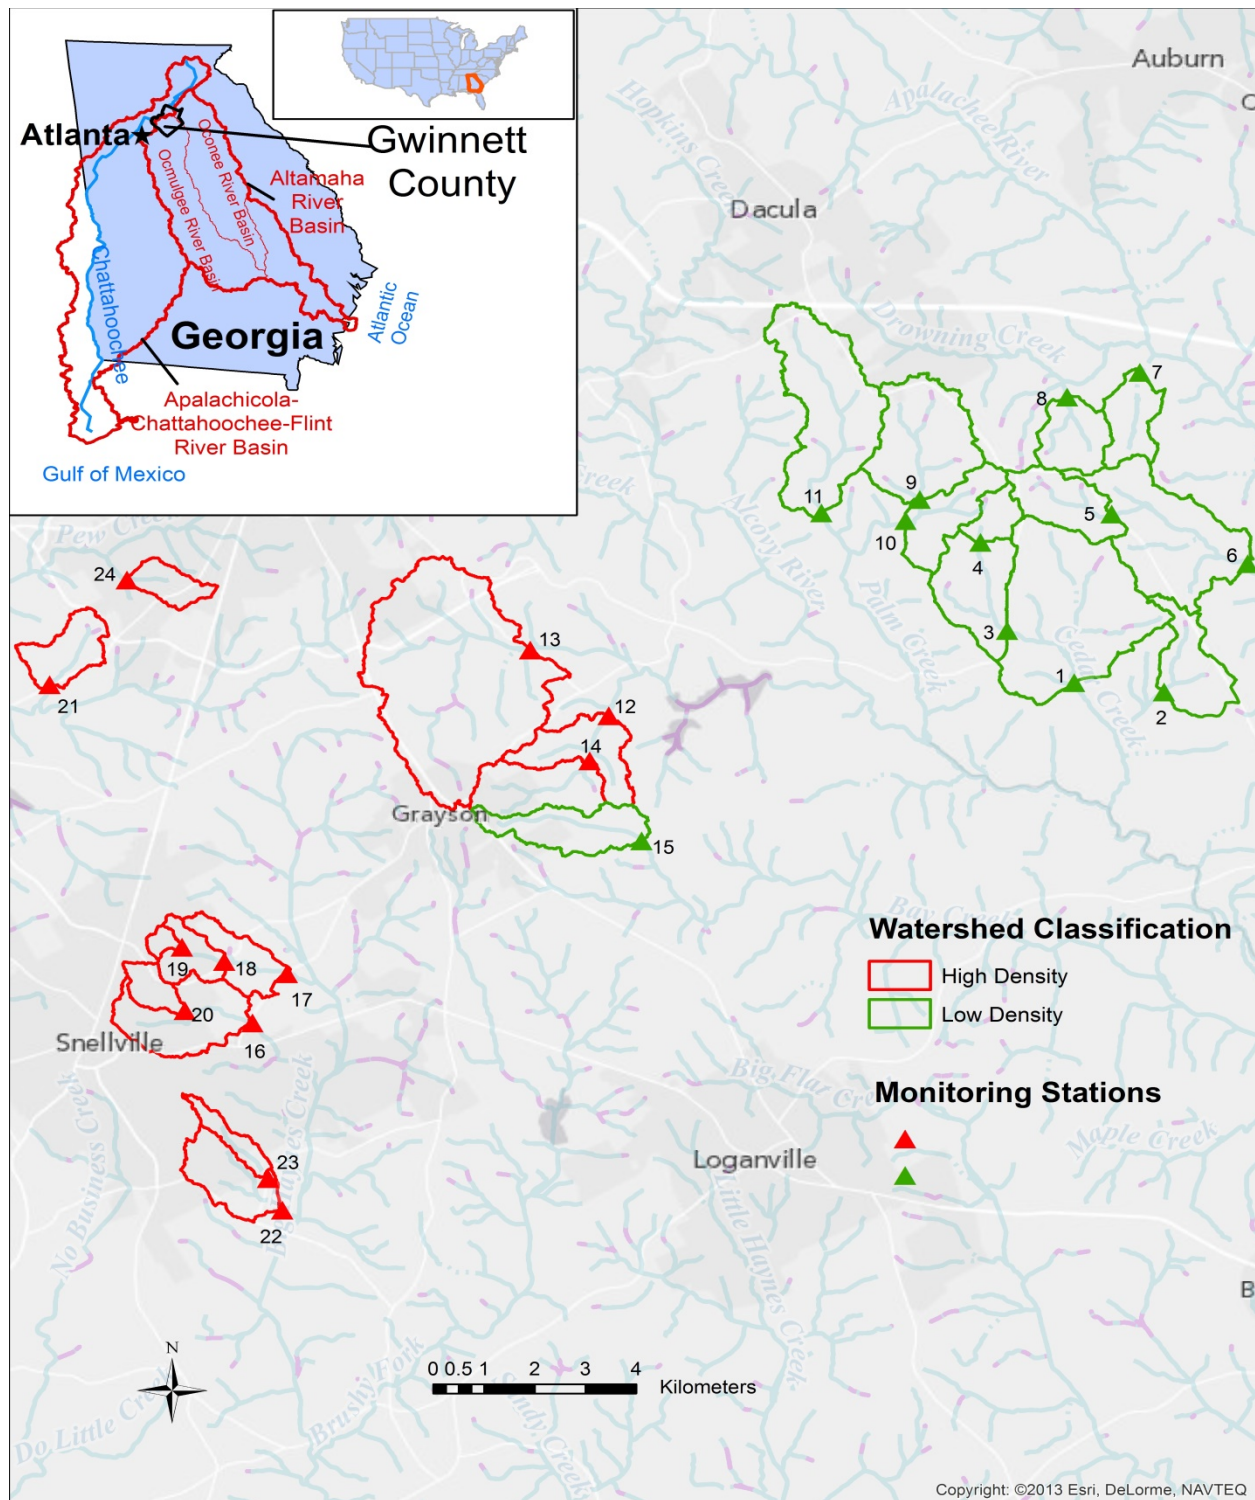 Atlanta
Gwinnett
County
Oconee River Basin
Ocmulgee River Basin
Altamaha
River
Basin
Chattahoochee
Georgia
Atlantic
Ocean
Apalachicola-
Chattahoochee-Flint
River Basin
Gulf of Mexico
Auburn
Hopkins Creek
Apalachee River
Dacula
Drowning Creek
7
8
9
11
5
10
4
6
3
1
2
Creek
Alcovy River
Palm Creek
Cedar Creek
Pew Creek
24
21
13
12
14
Grayson
15
Bay Creek
Watershed Classification
High Density
Low Density
19
18
17
20
16
Snellville
Monitoring Stations
Big Flat Creek
Maple Creek
Loganville
No Business Creek
23
22
Little Haynes Creek
N
0 0.5 1 2 3 4
Kilometers
Do Little Creek
Brushy Fork
Sandy Creek
B
Copyright: ©2013 Esri, DeLorme, NAVTEQ